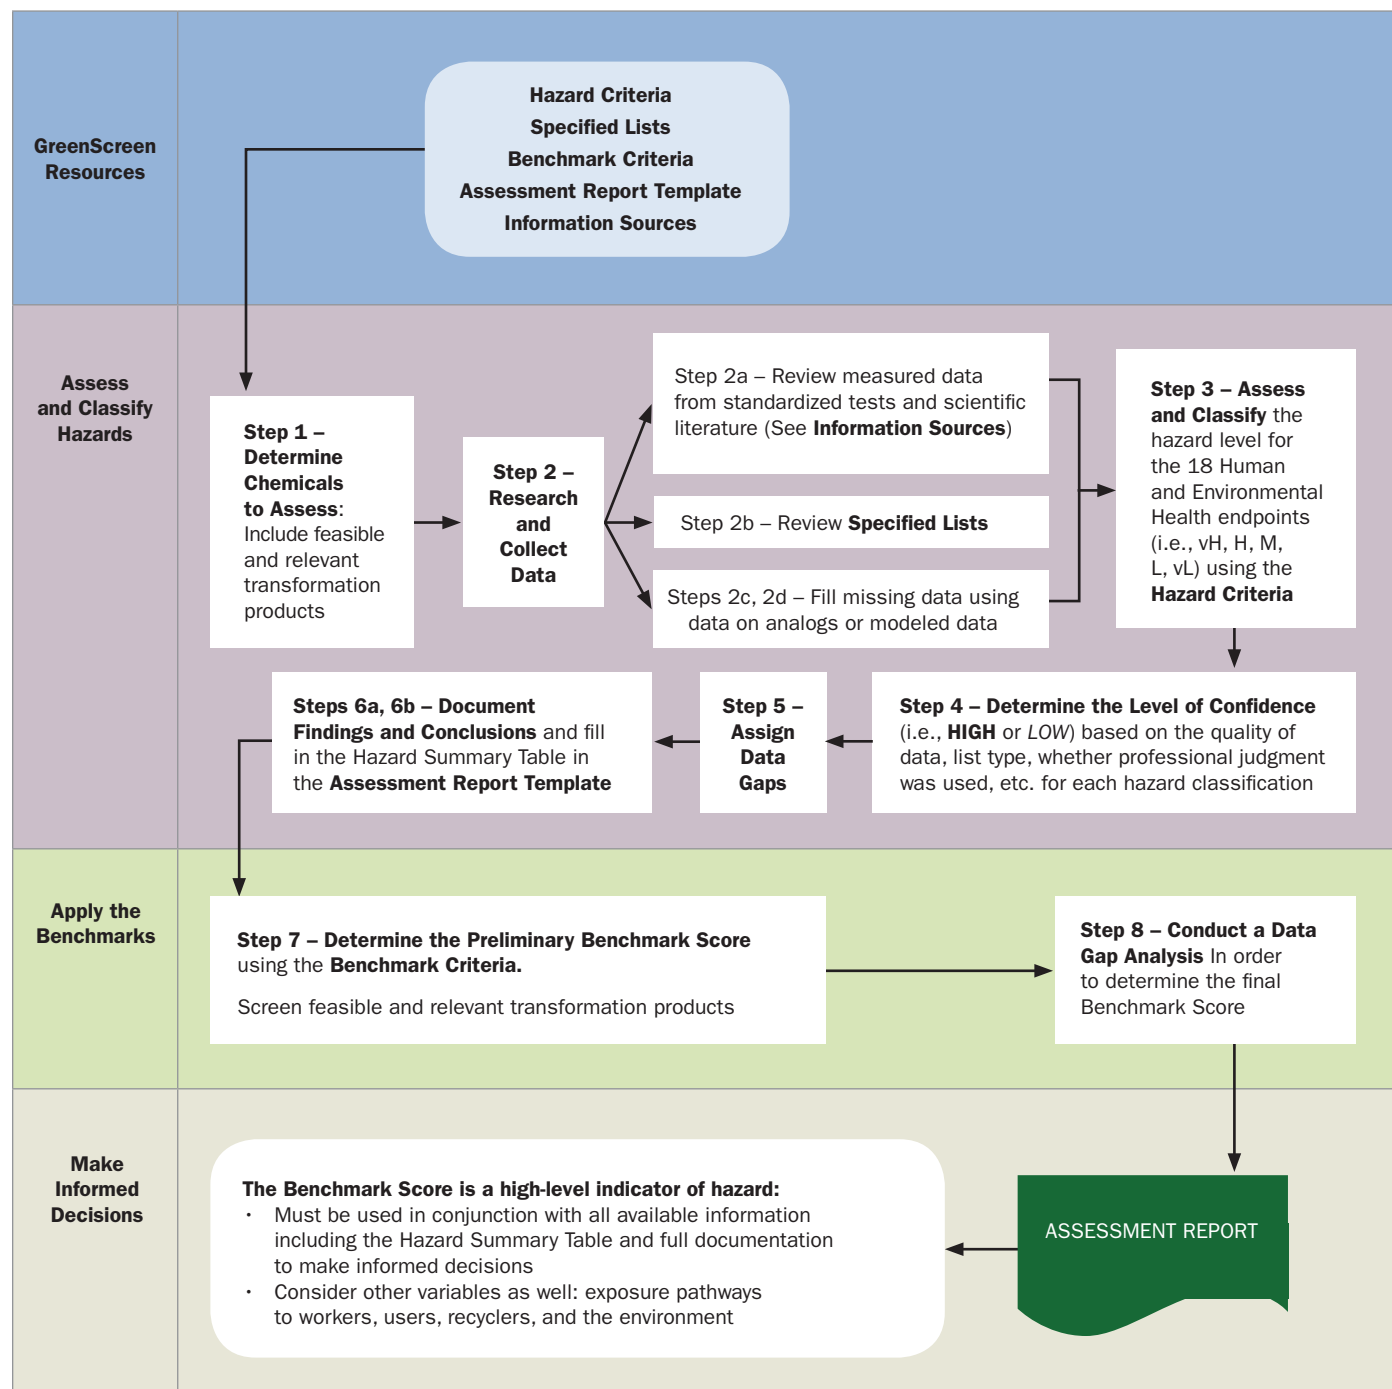 GreenScreen
Resources
Hazard Criteria
Specified Lists
Benchmark Criteria
Assessment Report Template
Information Sources
Assess
and Classify
Hazards
Step 1 –
Determine
Chemicals
to Assess:
Include feasible
and relevant
transformation
products
Step 2 –
Research
and
Collect
Data
Step 2a – Review measured data
from standardized tests and scientific
literature (See Information Sources)
Step 2b – Review Specified Lists
Steps 2c, 2d – Fill missing data using
data on analogs or modeled data
Step 3 – Assess
and Classify the
hazard level for
the 18 Human
and Environmental
Health endpoints
(i.e., vH, H, M,
L, vL) using the
Hazard Criteria
Step 4 – Determine the Level of Confidence
(i.e., HIGH or LOW) based on the quality of
data, list type, whether professional judgment
was used, etc. for each hazard classification
Step 5 –
Assign
Data
Gaps
Steps 6a, 6b – Document
Findings and Conclusions and fill
in the Hazard Summary Table in
the Assessment Report Template
Apply the
Benchmarks
Step 7 – Determine the Preliminary Benchmark Score
using the Benchmark Criteria.
Screen feasible and relevant transformation products
Step 8 – Conduct a Data
Gap Analysis In order
to determine the final
Benchmark Score
Make
Informed
Decisions
The Benchmark Score is a high-level indicator of hazard:
• Must be used in conjunction with all available information
including the Hazard Summary Table and full documentation
to make informed decisions
• Consider other variables as well: exposure pathways
to workers, users, recyclers, and the environment
ASSESSMENT REPORT